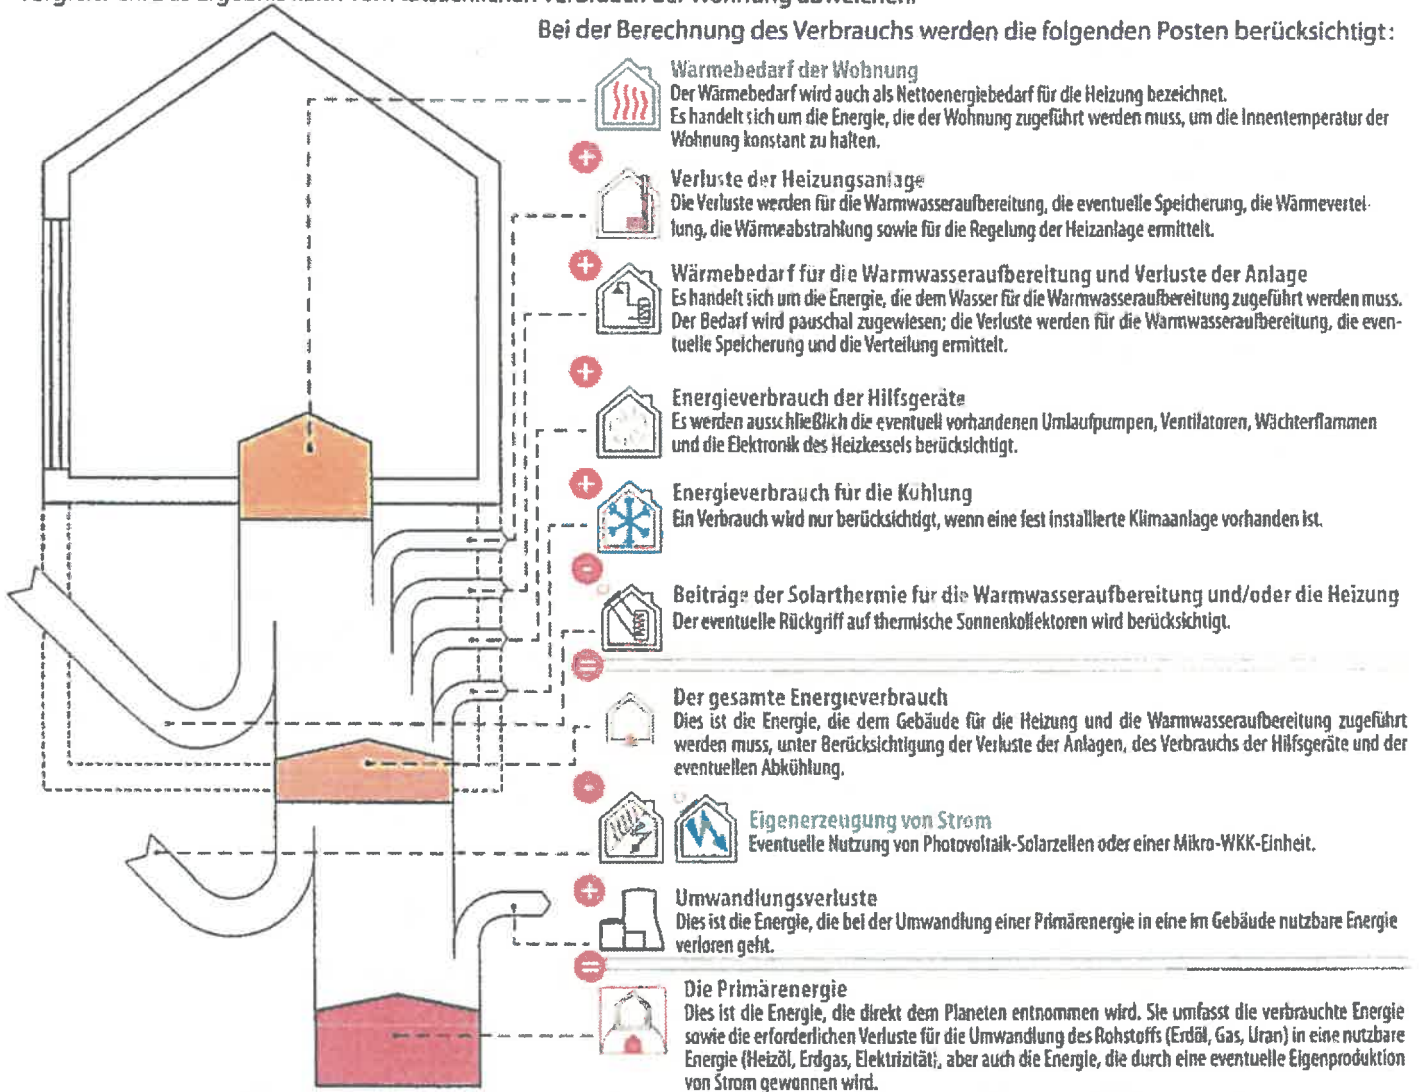 Bei der Berechnung des Verbrauchs werden die folgenden Posten berücksichtigt:
Wärmebedarf der Wohnung
Der Wärmebedarf wird auch als Nettoenergiebedarf für die Heizung bezeichnet.
Es handelt sich um die Energie, die der Wohnung zugeführt werden muss, um die Innentemperatur der
Wohnung konstant zu halten.
+
Verluste der Heizungsanlage
Die Verluste werden für die Warmwasseraufbereitung, die eventuelle Speicherung, die Wärmevertei-
lung, die Wärmeabstrahlung sowie für die Regelung der Heizanlage ermittelt.
+
Wärmebedarf für die Warmwasseraufbereitung und Verluste der Anlage
Es handelt sich um die Energie, die dem Wasser für die Warmwasseraufbereitung zugeführt werden muss.
Der Bedarf wird pauschal zugewiesen; die Verluste werden für die Warmwasseraufbereitung, die even-
tuelle Speicherung und die Verteilung ermittelt.
+
Energieverbrauch der Hilfsgeräte
Es werden ausschließlich die eventuell vorhandenen Umlaufpumpen, Ventilatoren, Wächterflammen
und die Elektronik des Heizkessels berücksichtigt.
+
Energieverbrauch für die Kühlung
Ein Verbrauch wird nur berücksichtigt, wenn eine fest installierte Klimaanlage vorhanden ist.
-
Beiträge der Solarthermie für die Warmwasseraufbereitung und/oder die Heizung
Der eventuelle Rückgriff auf thermische Sonnenkollektoren wird berücksichtigt.
=
Der gesamte Energieverbrauch
Dies ist die Energie, die dem Gebäude für die Heizung und die Warmwasseraufbereitung zugeführt
werden muss, unter Berücksichtigung der Verluste der Anlagen, des Verbrauchs der Hilfsgeräte und der
eventuellen Abkühlung.
-
Eigenerzeugung von Strom
Eventuelle Nutzung von Photovoltaik-Solarzellen oder einer Mikro-WKK-Einheit.
+
Umwandlungsverluste
Dies ist die Energie, die bei der Umwandlung einer Primärenergie in eine im Gebäude nutzbare Energie
verloren geht.
=
Die Primärenergie
Dies ist die Energie, die direkt dem Planeten entnommen wird. Sie umfasst die verbrauchte Energie
sowie die erforderlichen Verluste für die Umwandlung des Rohstoffs (Erdöl, Gas, Uran) in eine nutzbare
Energie (Heizöl, Erdgas, Elektrizität), aber auch die Energie, die durch eine eventuelle Eigenproduktion
von Strom gewonnen wird.